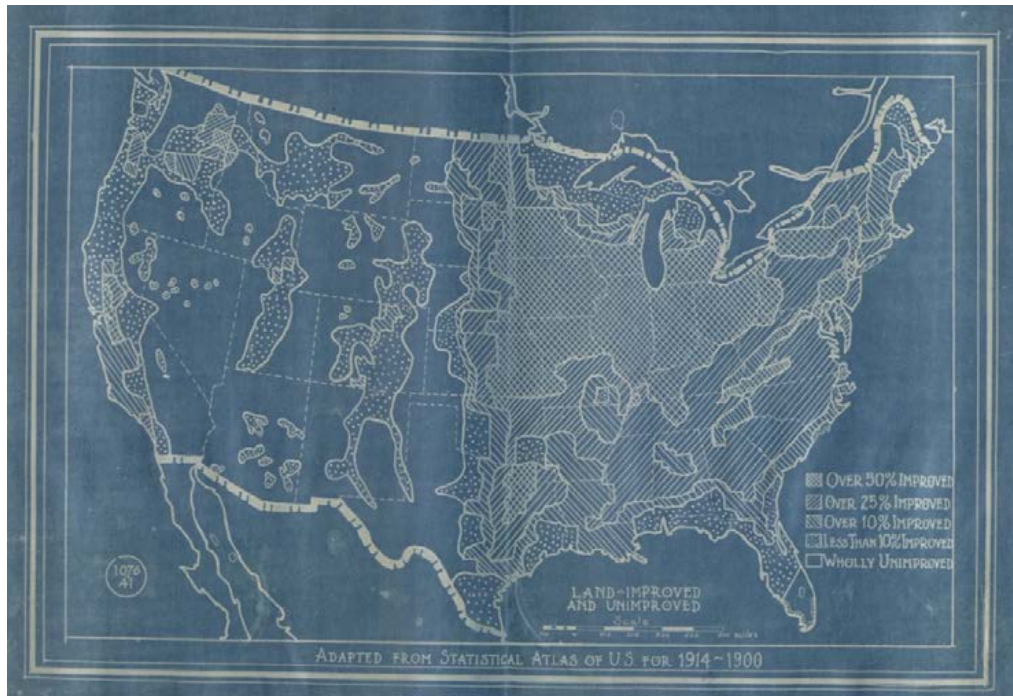 Over 50% Improved
Over 25% Improved
Over 10% Improved
Less Than 10% Improved
Wholly Unimproved
1076
41
Land-Improved
and Unimproved
Scale
Miles
Adapted from Statistical Atlas of U.S. for 1914~1900